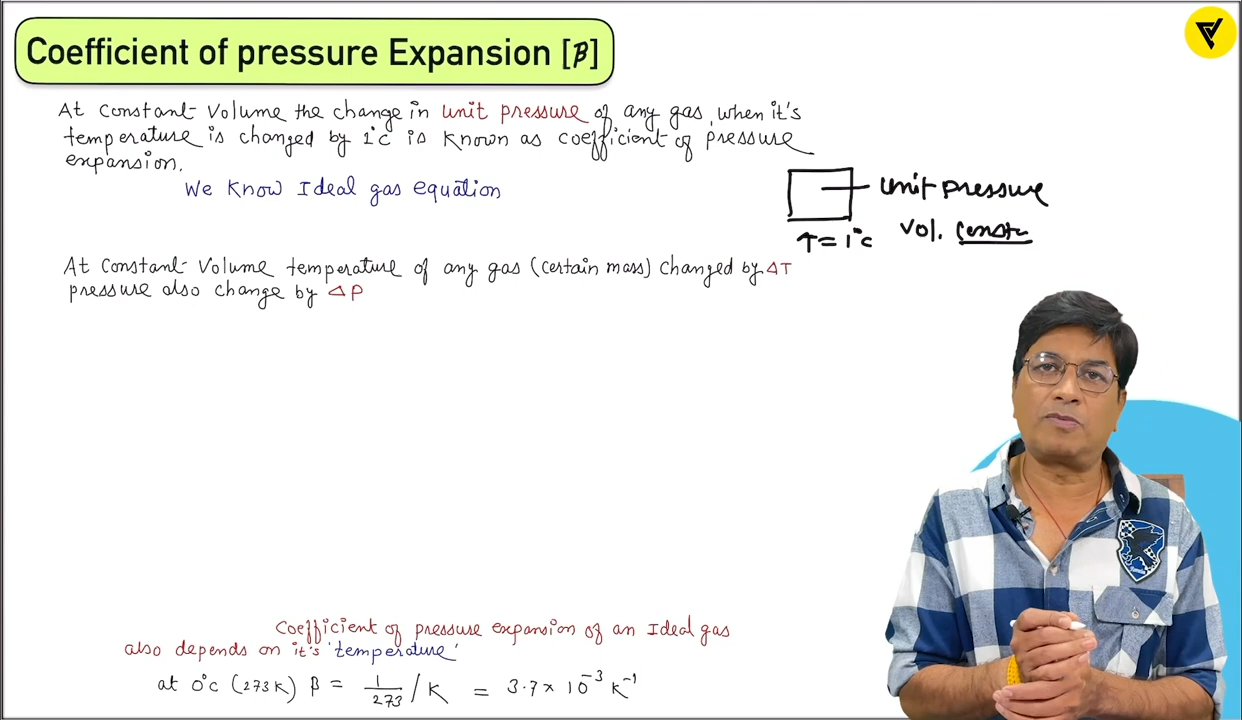 Coefficient of pressure Expansion [β]
At constant volume the change in unit pressure of any gas, when it's
temperature is changed by 1°c is known as coefficient of pressure
expansion.
We know Ideal gas equation
unit pressure
vol. const
↑= 1°c
At constant volume temperature of any gas (certain mass) changed by △T
pressure also change by △P
Coefficient of pressure expansion of an Ideal gas
also depends on it's 'temperature'
at 0°c (273K) β = 1/273 /K = 3.7 × 10⁻³ K⁻¹